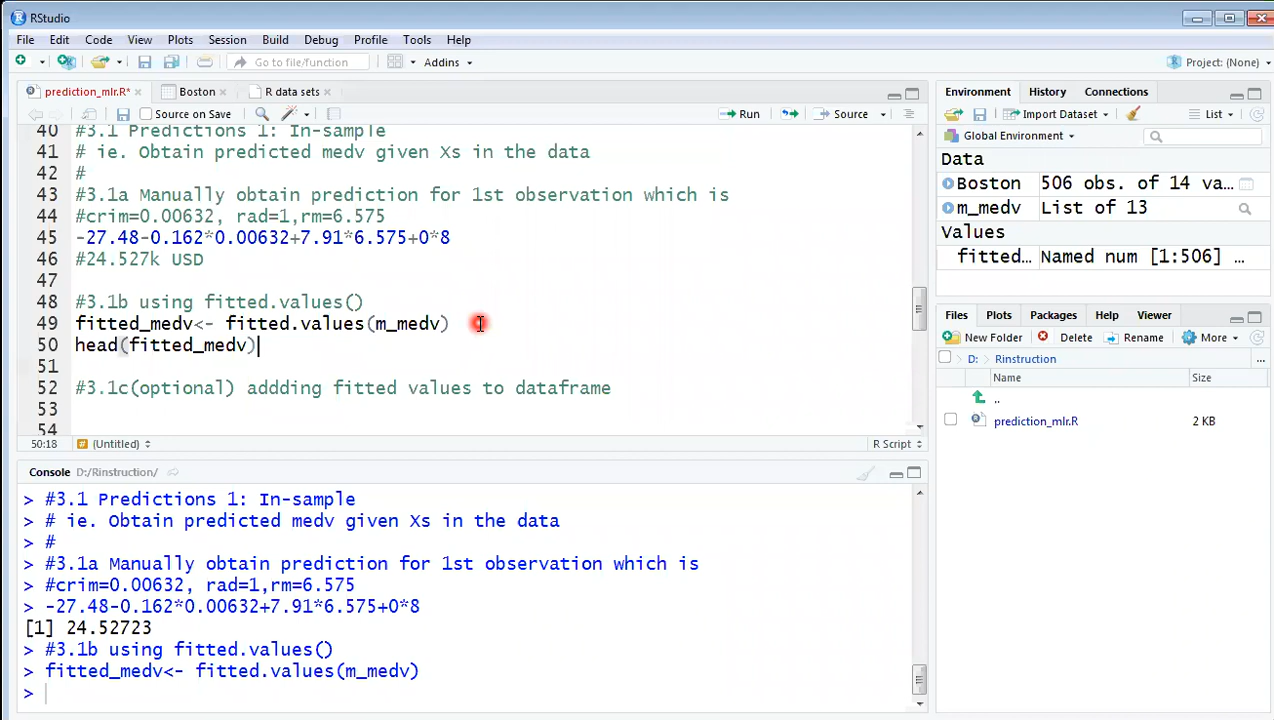 RStudio
File Edit Code View Plots Session Build Debug Profile Tools Help
Go to file/function Addins Project: (None)
prediction_mlr.R* Boston R data sets
Source on Save Run Source
40 #3.1 Predictions 1: In-sample
41 # ie. Obtain predicted medv given Xs in the data
42 #
43 #3.1a Manually obtain prediction for 1st observation which is
44 #crim=0.00632, rad=1,rm=6.575
45 -27.48-0.162*0.00632+7.91*6.575+0*8
46 #24.527k USD
47
48 #3.1b using fitted.values()
49 fitted_medv<- fitted.values(m_medv)
50 head(fitted_medv)
51
52 #3.1c(optional) addding fitted values to dataframe
53
54
50:18 (Untitled) R Script
Console D:/Rinstruction/
> #3.1 Predictions 1: In-sample
> # ie. Obtain predicted medv given Xs in the data
> #
> #3.1a Manually obtain prediction for 1st observation which is
> #crim=0.00632, rad=1,rm=6.575
> -27.48-0.162*0.00632+7.91*6.575+0*8
[1] 24.52723
> #3.1b using fitted.values()
> fitted_medv<- fitted.values(m_medv)
>
Environment History Connections
Import Dataset List
Global Environment
Data
Boston 506 obs. of 14 va…
m_medv List of 13
Values
fitted… Named num [1:506] …
Files Plots Packages Help Viewer
New Folder Delete Rename More
D: Rinstruction ...
Name Size
..
prediction_mlr.R 2 KB